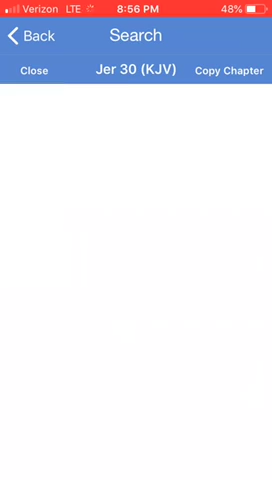 Verizon LTE 8:56 PM 48%
Back Search
Close Jer 30 (KJV) Copy Chapter